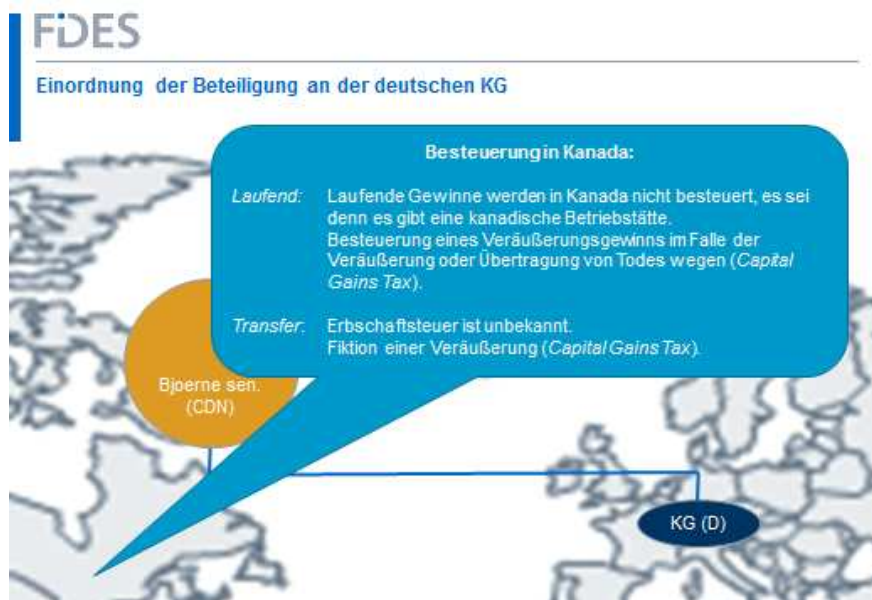 FIDES
Einordnung der Beteiligung an der deutschen KG
Besteuerung in Kanada:
Laufend: Laufende Gewinne werden in Kanada nicht besteuert, es sei
denn es gibt eine kanadische Betriebstätte.
Besteuerung eines Veräußerungsgewinns im Falle der
Veräußerung oder Übertragung von Todes wegen (Capital
Gains Tax).
Transfer: Erbschaftsteuer ist unbekannt.
Fiktion einer Veräußerung (Capital Gains Tax).
Bjoerne sen.
(CDN)
KG (D)